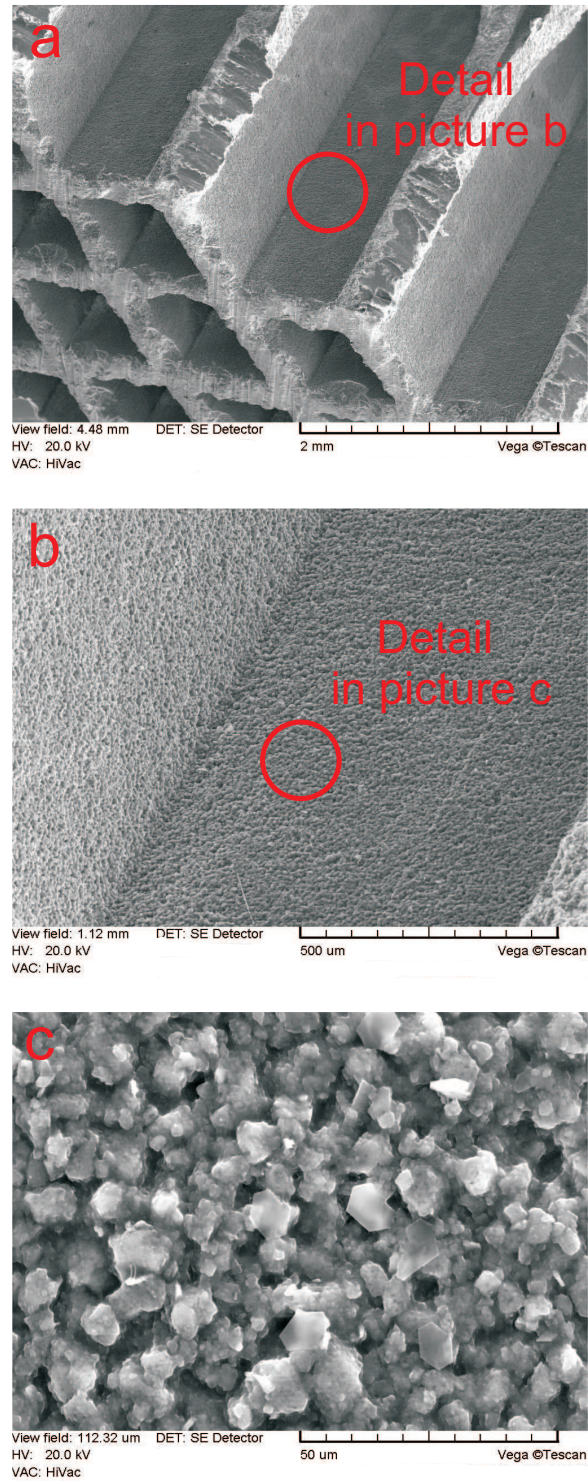 a
Detail
in picture b
View field: 4.48 mm DET: SE Detector
HV: 20.0 kV 2 mm Vega ©Tescan
VAC: HiVac
b
Detail
in picture c
View field: 1.12 mm DET: SE Detector
HV: 20.0 kV 500 um Vega ©Tescan
VAC: HiVac
c
View field: 112.32 um DET: SE Detector
HV: 20.0 kV 50 um Vega ©Tescan
VAC: HiVac